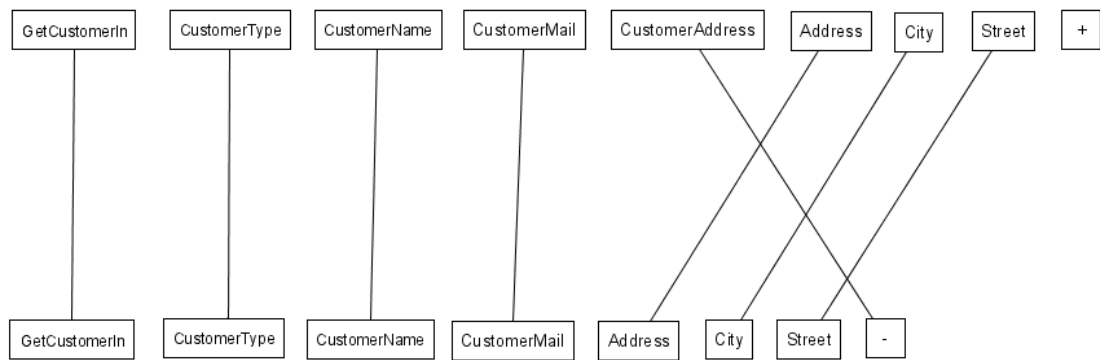 GetCustomerIn CustomerType CustomerName CustomerMail CustomerAddress Address City Street +
GetCustomerIn CustomerType CustomerName CustomerMail Address City Street -